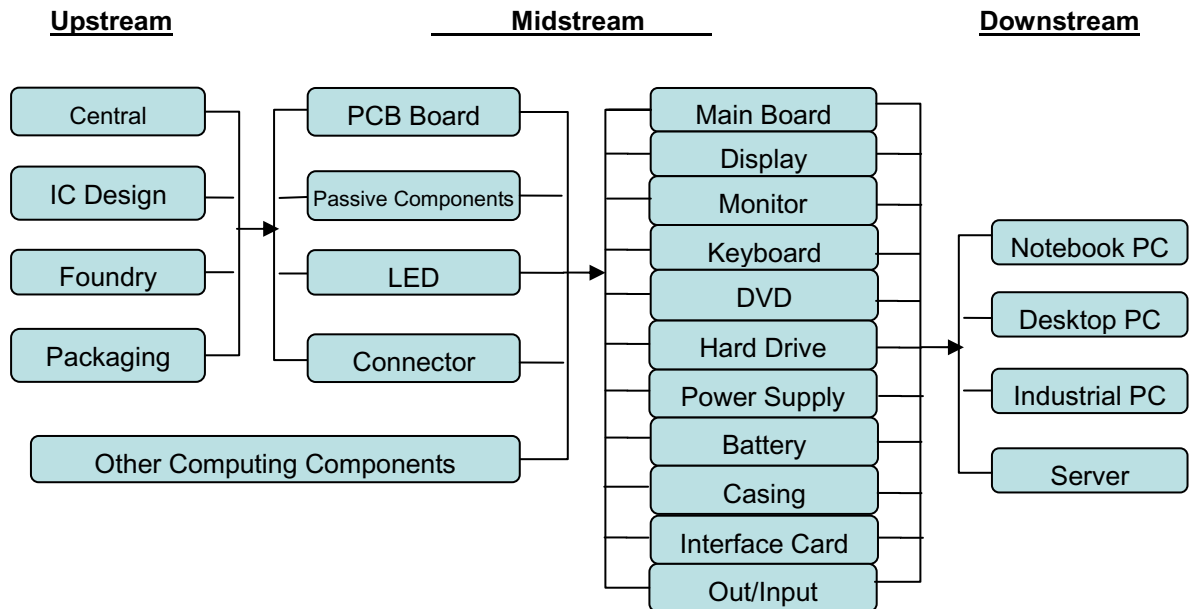 Upstream
Midstream
Downstream
Central
IC Design
Foundry
Packaging
PCB Board
Passive Components
LED
Connector
Other Computing Components
Main Board
Display
Monitor
Keyboard
DVD
Hard Drive
Power Supply
Battery
Casing
Interface Card
Out/Input
Notebook PC
Desktop PC
Industrial PC
Server